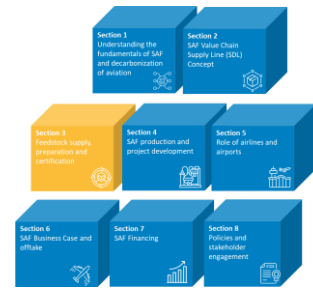 Section 1
Understanding the
fundamentals of SAF
and decarbonization
of aviation
Section 2
SAF Value Chain
Supply Line (SDL)
Concept
Section 3
Feedstock supply,
preparation and
certification
Section 4
SAF production and
project development
Section 5
Role of airlines and
airports
Section 6
SAF Business Case and
offtake
Section 7
SAF Financing
Section 8
Policies and
stakeholder
engagement